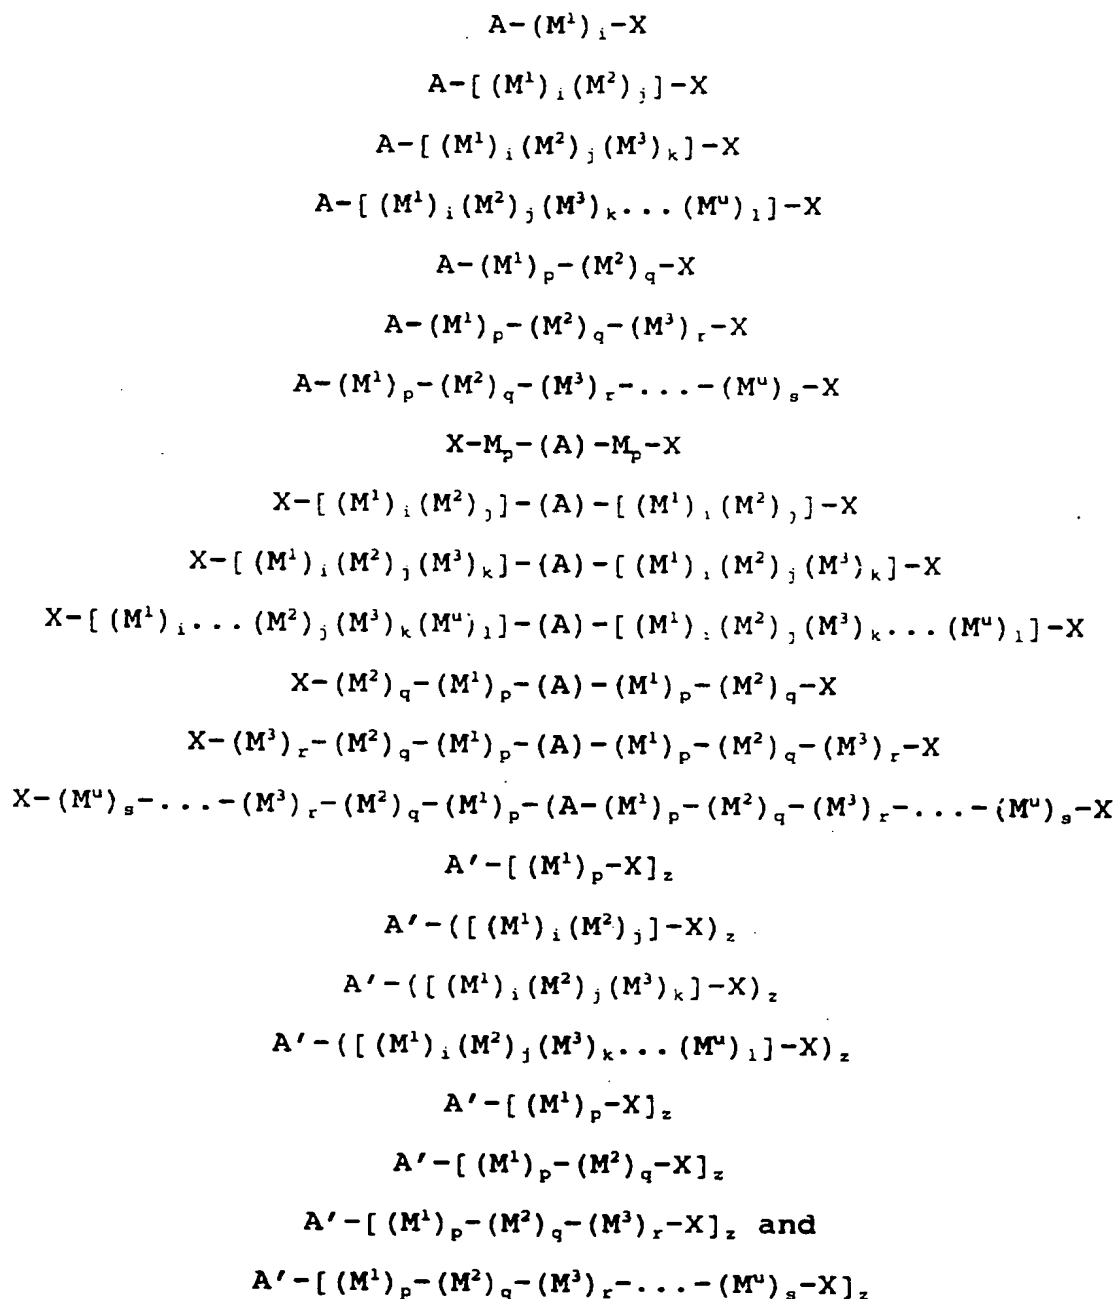 A-(M¹)ᵢ-X
A-[(M¹)ᵢ(M²)ⱼ]-X
A-[(M¹)ᵢ(M²)ⱼ(M³)ₖ]-X
A-[(M¹)ᵢ(M²)ⱼ(M³)ₖ...(Mᵘ)ₗ]-X
A-(M¹)ₚ-(M²)q-X
A-(M¹)ₚ-(M²)q-(M³)ᵣ-X
A-(M¹)ₚ-(M²)q-(M³)ᵣ-...-(Mᵘ)ₛ-X
X-Mₚ-(A)-Mₚ-X
X-[(M¹)ᵢ(M²)ⱼ]-(A)-[(M¹)ᵢ(M²)ⱼ]-X
X-[(M¹)ᵢ(M²)ⱼ(M³)ₖ]-(A)-[(M¹)ᵢ(M²)ⱼ(M³)ₖ]-X
X-[(M¹)ᵢ...(M²)ⱼ(M³)ₖ(Mᵘ)ₗ]-(A)-[(M¹)ᵢ(M²)ⱼ(M³)ₖ...(Mᵘ)ₗ]-X
X-(M²)q-(M¹)ₚ-(A)-(M¹)ₚ-(M²)q-X
X-(M³)ᵣ-(M²)q-(M¹)ₚ-(A)-(M¹)ₚ-(M²)q-(M³)ᵣ-X
X-(Mᵘ)ₛ-...-(M³)ᵣ-(M²)q-(M¹)ₚ-(A-(M¹)ₚ-(M²)q-(M³)ᵣ-...-(Mᵘ)ₛ-X
A′-[(M¹)ₚ-X]z
A′-([(M¹)ᵢ(M²)ⱼ]-X)z
A′-([(M¹)ᵢ(M²)ⱼ(M³)ₖ]-X)z
A′-([(M¹)ᵢ(M²)ⱼ(M³)ₖ...(Mᵘ)ₗ]-X)z
A′-[(M¹)ₚ-X]z
A′-[(M¹)ₚ-(M²)q-X]z
A′-[(M¹)ₚ-(M²)q-(M³)ᵣ-X]z and
A′-[(M¹)ₚ-(M²)q-(M³)ᵣ-...-(Mᵘ)ₛ-X]z